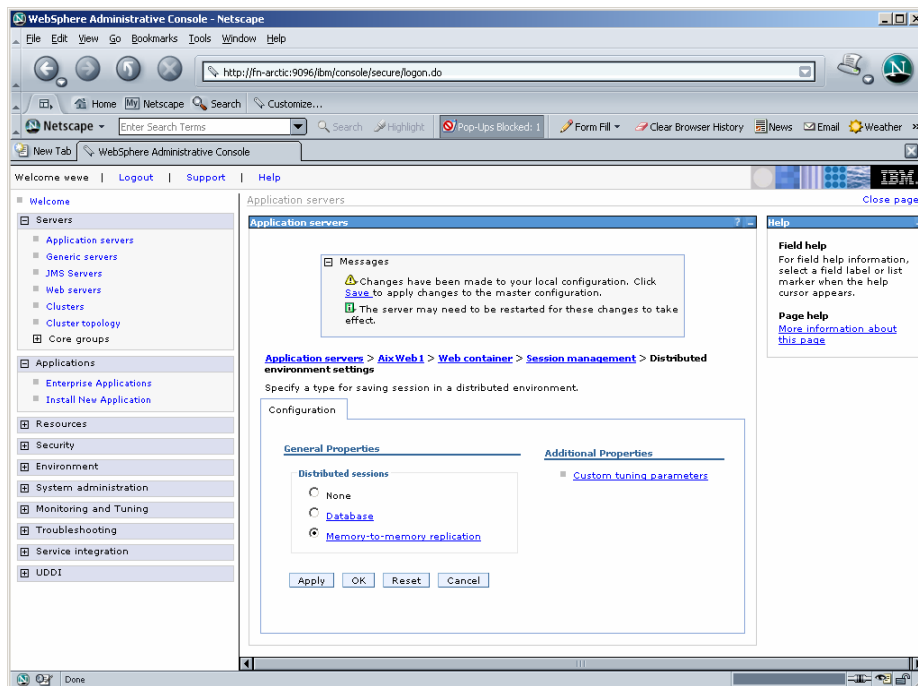 WebSphere Administrative Console - Netscape
File Edit View Go Bookmarks Tools Window Help
http://fn-arctic:9096/ibm/console/secure/logon.do
Home My Netscape Search Customize...
Netscape Enter Search Terms Search Highlight Pop-Ups Blocked: 1 Form Fill Clear Browser History News Email Weather
New Tab WebSphere Administrative Console
Welcome wewe | Logout | Support | Help IBM.
Welcome
Servers
Application servers
Generic servers
JMS Servers
Web servers
Clusters
Cluster topology
Core groups
Applications
Enterprise Applications
Install New Application
Resources
Security
Environment
System administration
Monitoring and Tuning
Troubleshooting
Service integration
UDDI
Application servers Close page
Application servers ? -
Messages
Changes have been made to your local configuration. Click
Save to apply changes to the master configuration.
The server may need to be restarted for these changes to take
effect.
Application servers > AixWeb1 > Web container > Session management > Distributed
environment settings
Specify a type for saving session in a distributed environment.
Configuration
General Properties
Distributed sessions
None
Database
Memory-to-memory replication
Apply OK Reset Cancel
Additional Properties
Custom tuning parameters
Help
Field help
For field help information,
select a field label or list
marker when the help
cursor appears.
Page help
More information about
this page
Done